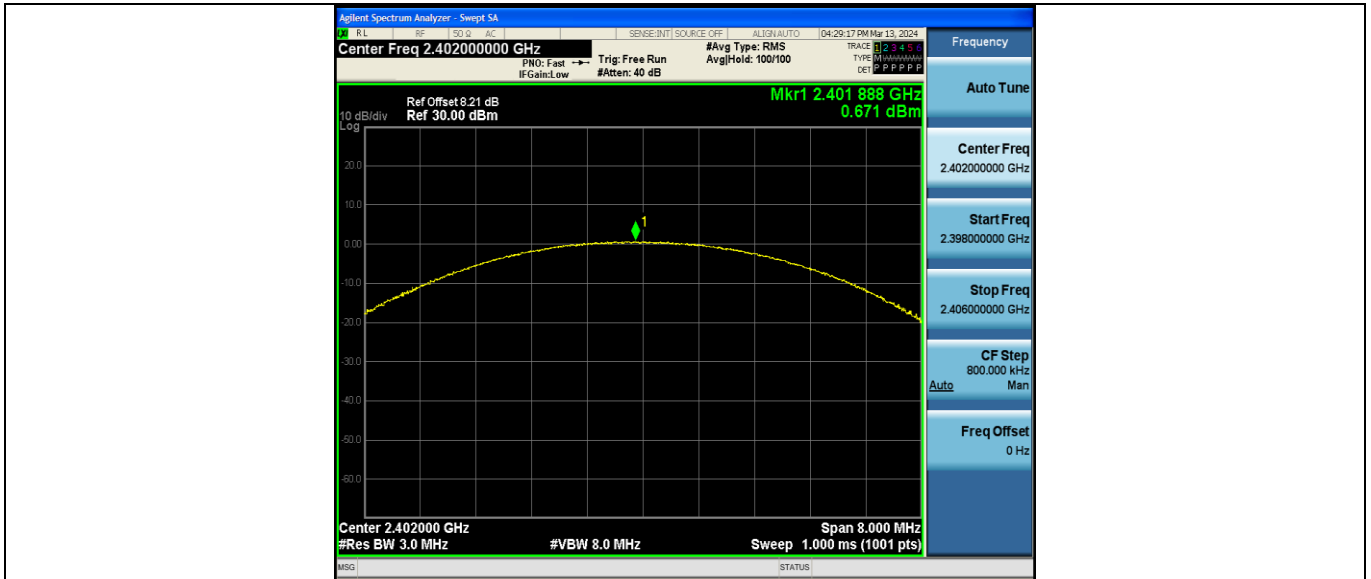 Agilent Spectrum Analyzer - Swept SA
LXI RL RF 50 Ω AC SENSE:INT SOURCE OFF ALIGN AUTO 04:29:17 PM Mar 13, 2024
Center Freq 2.402000000 GHz
#Avg Type: RMS
TRACE 1 2 3 4 5 6
PNO: Fast
Trig: Free Run
Avg|Hold: 100/100
TYPE M WWWWW
IFGain:Low
#Atten: 40 dB
DET P P P P P P
Mkr1 2.401 888 GHz
0.671 dBm
Ref Offset 8.21 dB
10 dB/div Ref 30.00 dBm
Log
20.0
10.0
0.00
-10.0
-20.0
-30.0
-40.0
-50.0
-60.0
1
Center 2.402000 GHz
Span 8.000 MHz
#Res BW 3.0 MHz
#VBW 8.0 MHz
Sweep 1.000 ms (1001 pts)
MSG
STATUS
Frequency
Auto Tune
Center Freq
2.402000000 GHz
Start Freq
2.398000000 GHz
Stop Freq
2.406000000 GHz
CF Step
800.000 kHz
Auto Man
Freq Offset
0 Hz